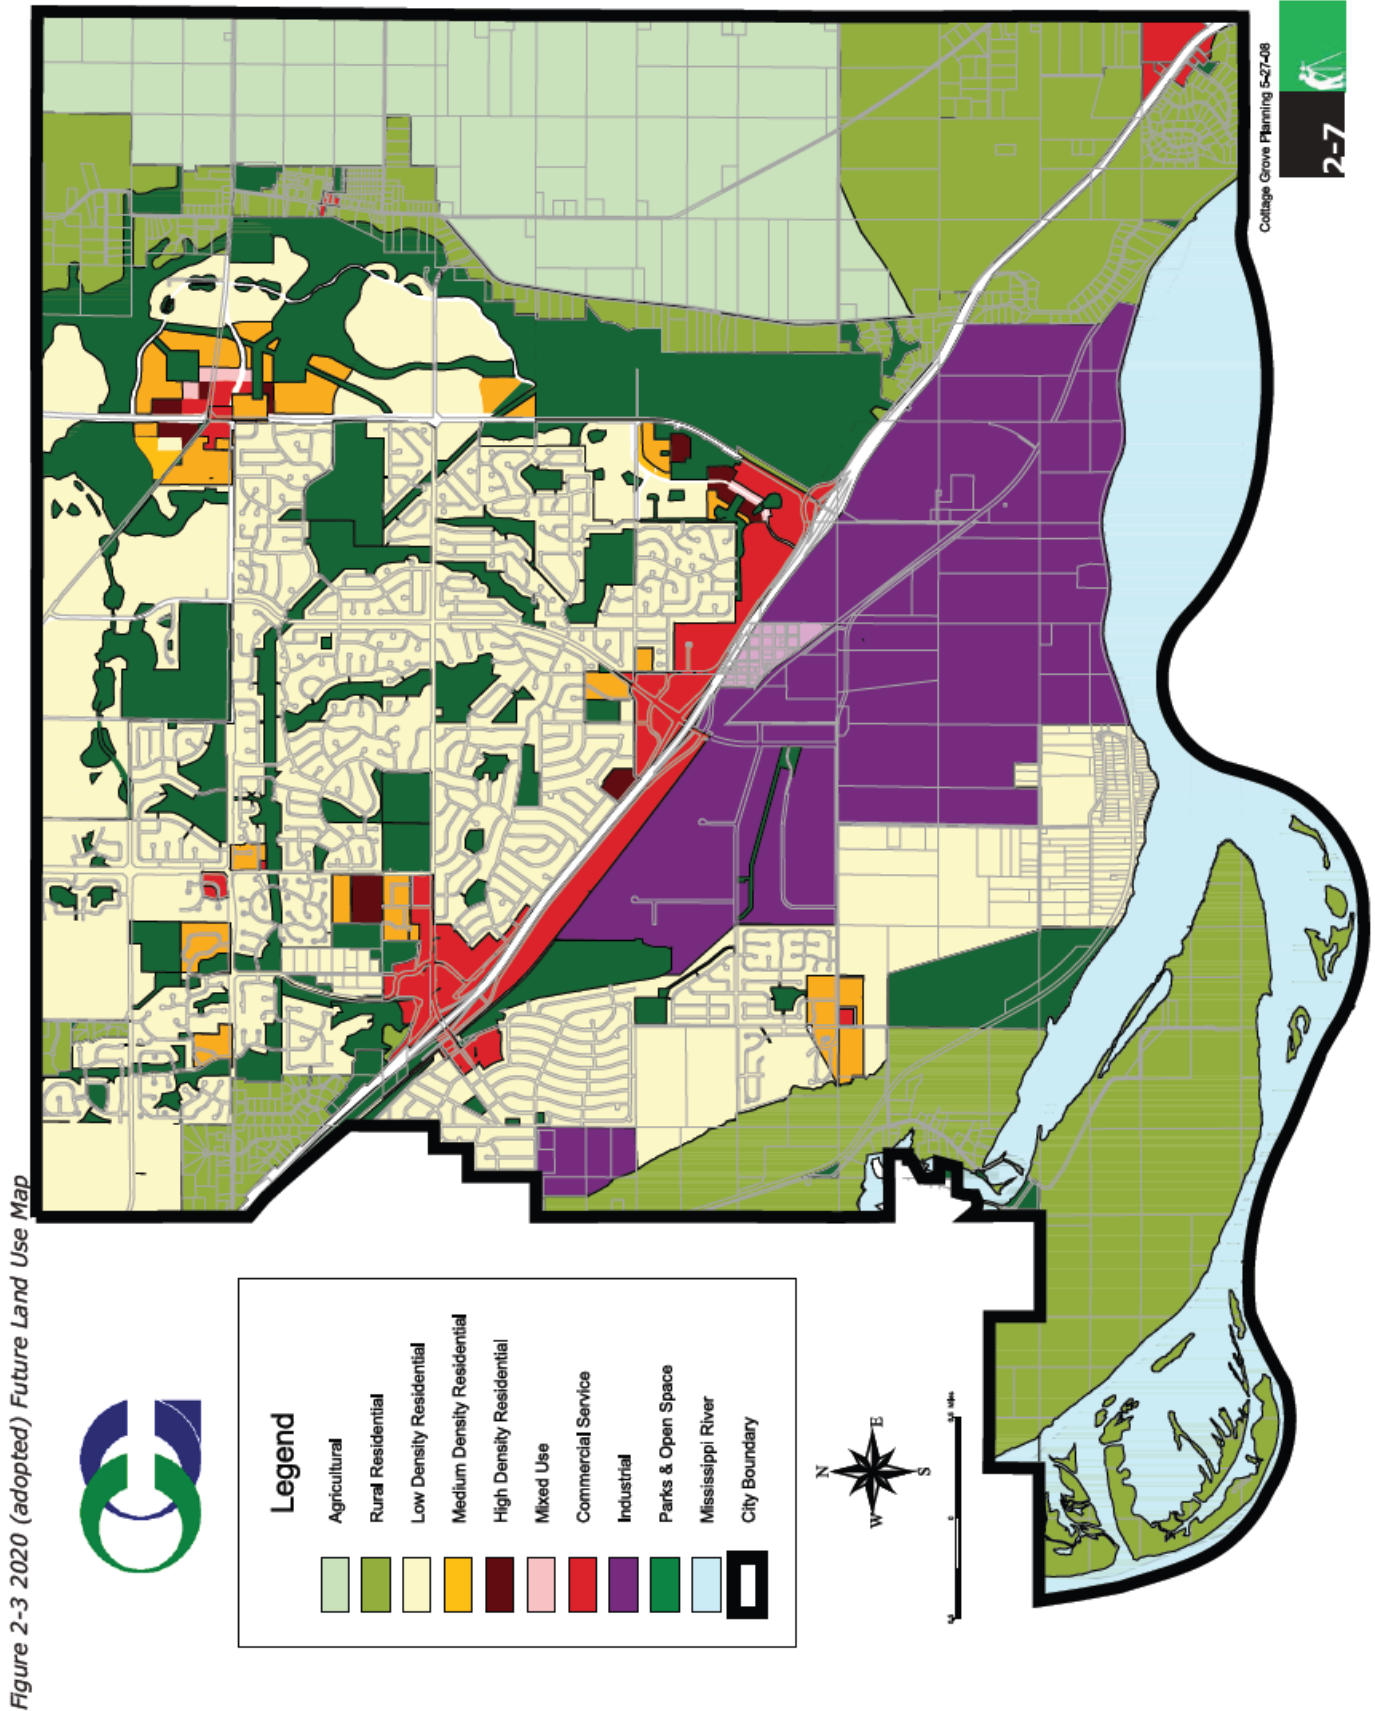 Figure 2-3 2020 (adopted) Future Land Use Map
Legend
Agricultural
Rural Residential
Low Density Residential
Medium Density Residential
High Density Residential
Mixed Use
Commercial Service
Industrial
Parks & Open Space
Mississippi River
City Boundary
N
W
E
S
0
Cottage Grove Planning 5-27-08
2-7